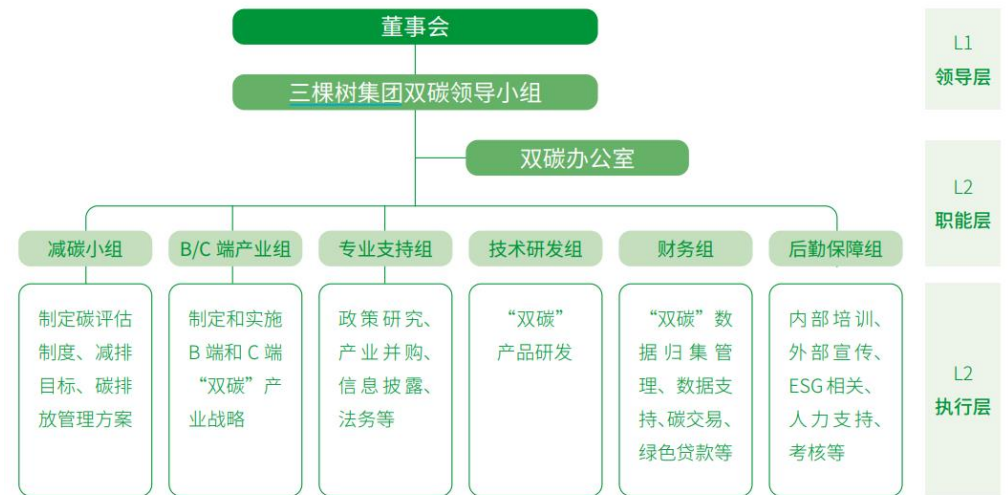 董事会
L1
领导层
三棵树集团双碳领导小组
双碳办公室
L2
职能层
减碳小组
B/C 端产业组
专业支持组
技术研发组
财务组
后勤保障组
制定碳评估
制度、减排
目标、碳排
放管理方案
制定和实施
B 端和 C 端
“双碳”产
业战略
政策研究、
产业并购、
信息披露、
法务等
“双碳”
产品研发
“双碳”数
据归集管
理、数据支
持、碳交易、
绿色贷款等
内部培训、
外部宣传、
ESG 相关、
人力支持、
考核等
L2
执行层